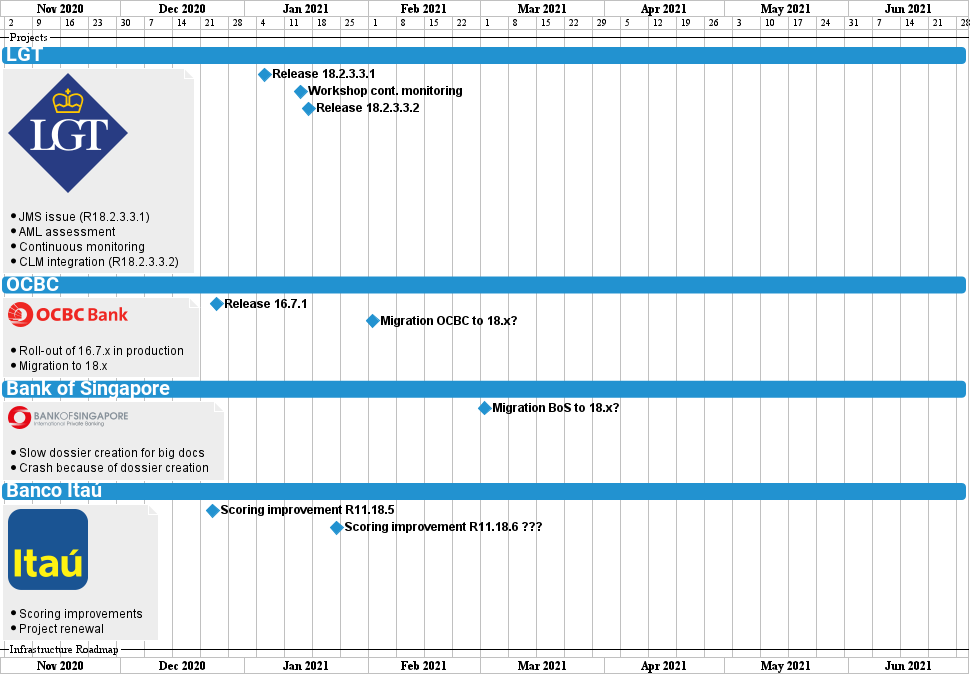 Nov 2020 Dec 2020 Jan 2021 Feb 2021 Mar 2021 Apr 2021 May 2021 Jun 2021
2 9 16 23 30 7 14 21 28 4 11 18 25 1 8 15 22 1 8 15 22 29 5 12 19 26 3 10 17 24 31 7 14 21 28
Projects
LGT
Release 18.2.3.3.1
Workshop cont. monitoring
Release 18.2.3.3.2
LGT
• JMS issue (R18.2.3.3.1)
• AML assessment
• Continuous monitoring
• CLM integration (R18.2.3.3.2)
OCBC
Release 16.7.1
OCBC Bank
Migration OCBC to 18.x?
• Roll-out of 16.7.x in production
• Migration to 18.x
Bank of Singapore
Migration BoS to 18.x?
BANKOFSINGAPORE
International Private Banking
• Slow dossier creation for big docs
• Crash because of dossier creation
Banco Itaú
Scoring improvement R11.18.5
Scoring improvement R11.18.6 ???
Itaú
• Scoring improvements
• Project renewal
Infrastructure Roadmap
Nov 2020 Dec 2020 Jan 2021 Feb 2021 Mar 2021 Apr 2021 May 2021 Jun 2021